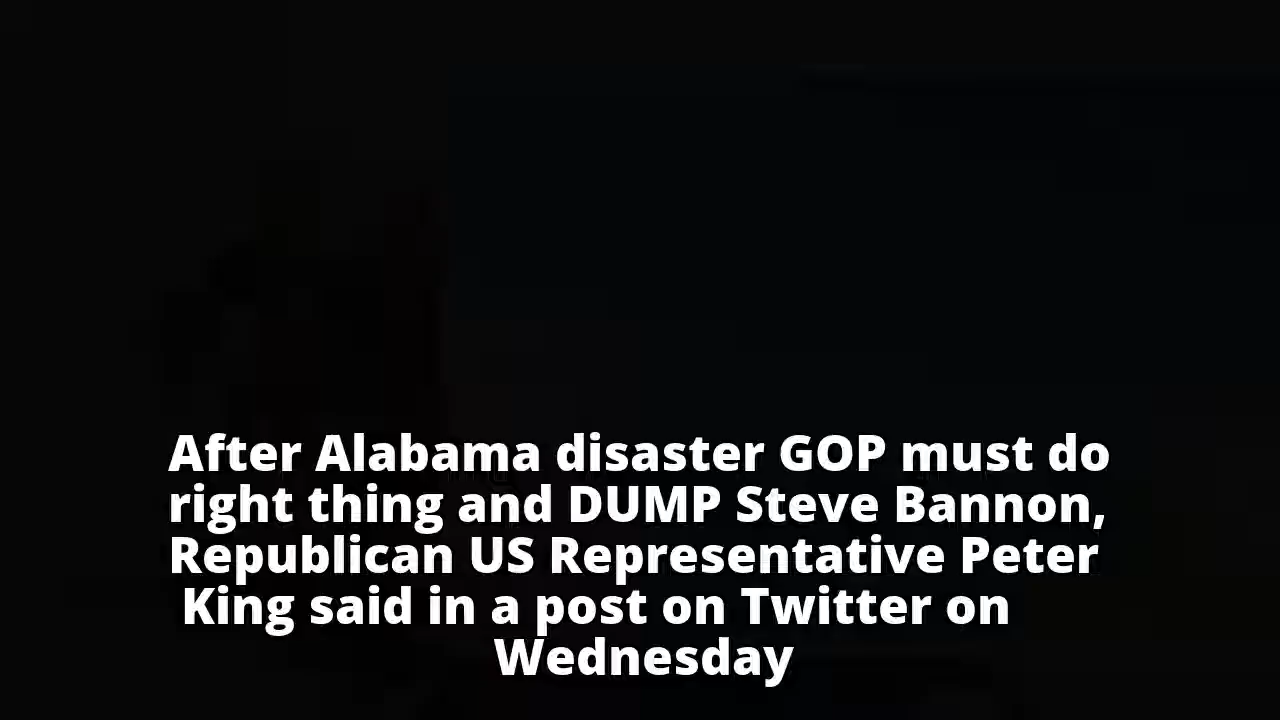 After Alabama disaster GOP must do
right thing and DUMP Steve Bannon,
Republican US Representative Peter
King said in a post on Twitter on
Wednesday